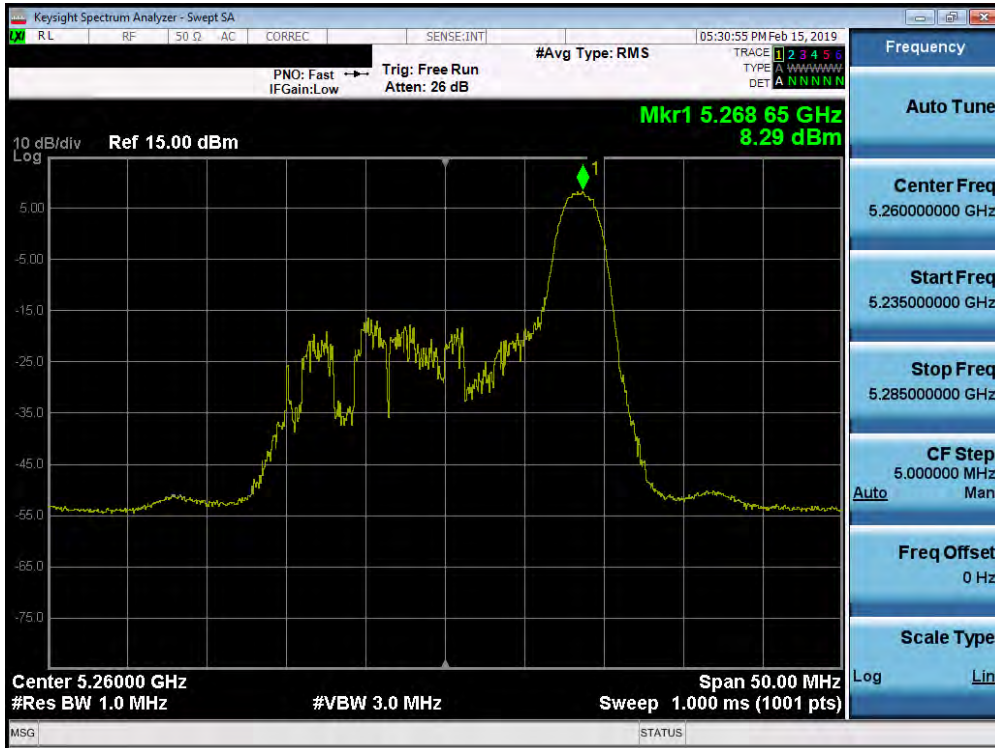 Keysight Spectrum Analyzer - Swept SA
LXI RL RF 50 Ω AC CORREC SENSE:INT 05:30:55 PM Feb 15, 2019
#Avg Type: RMS TRACE 1 2 3 4 5 6
PNO: Fast Trig: Free Run TYPE A WWWWW
IFGain:Low Atten: 26 dB DET A N N N N N
Mkr1 5.268 65 GHz
8.29 dBm
10 dB/div Ref 15.00 dBm
Log
1
5.00
-5.00
-15.0
-25.0
-35.0
-45.0
-55.0
-65.0
-75.0
Center 5.26000 GHz Span 50.00 MHz
#Res BW 1.0 MHz #VBW 3.0 MHz Sweep 1.000 ms (1001 pts)
MSG STATUS
Frequency
Auto Tune
Center Freq
5.260000000 GHz
Start Freq
5.235000000 GHz
Stop Freq
5.285000000 GHz
CF Step
5.000000 MHz
Auto Man
Freq Offset
0 Hz
Scale Type
Log Lin